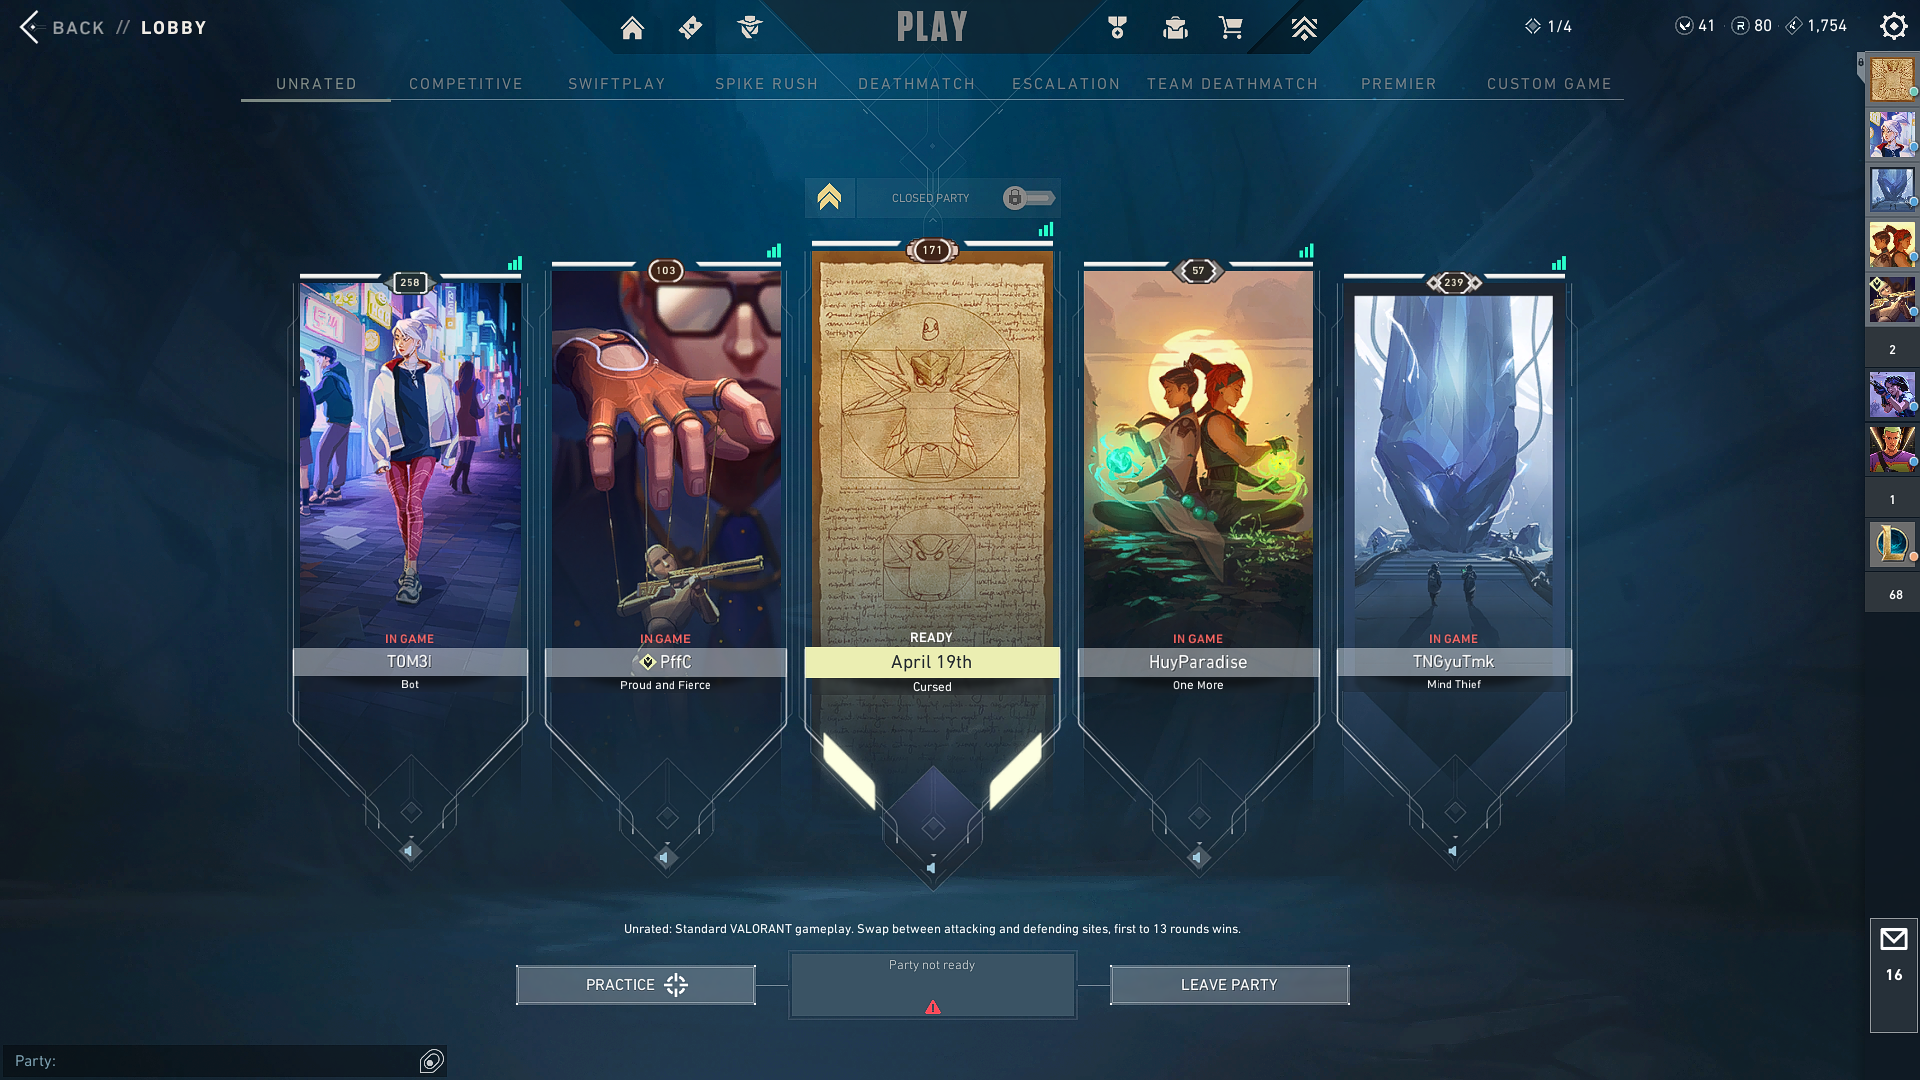 BACK // LOBBY
PLAY
1/4
41
80
1,754
UNRATED
COMPETITIVE
SWIFTPLAY
SPIKE RUSH
DEATHMATCH
ESCALATION
TEAM DEATHMATCH
PREMIER
CUSTOM GAME
CLOSED PARTY
258
IN GAME
TOM3I
Bot
103
IN GAME
PffC
Proud and Fierce
171
READY
April 19th
Cursed
57
IN GAME
HuyParadise
One More
239
IN GAME
TNGyuTmk
Mind Thief
2
1
68
16
Unrated: Standard VALORANT gameplay. Swap between attacking and defending sites, first to 13 rounds wins.
PRACTICE
Party not ready
LEAVE PARTY
Party: